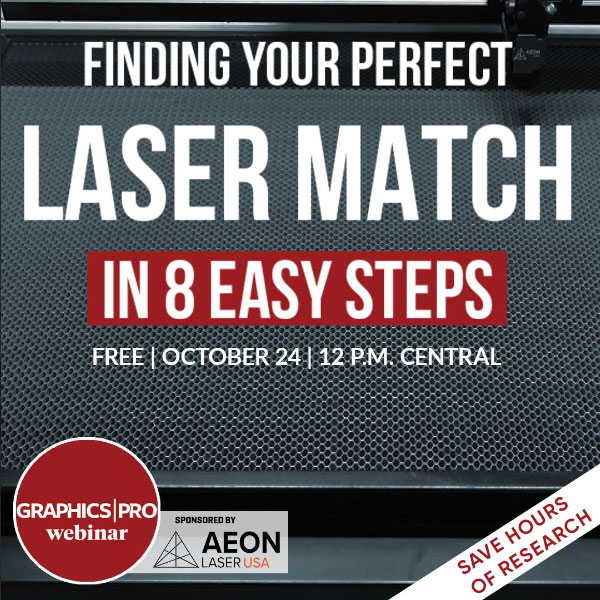 FINDING YOUR PERFECT
LASER MATCH
IN 8 EASY STEPS
FREE | OCTOBER 24 | 12 P.M. CENTRAL
GRAPHICS|PRO
webinar
SPONSORED BY
AEON
LASER USA
SAVE HOURS
OF RESEARCH
AEON